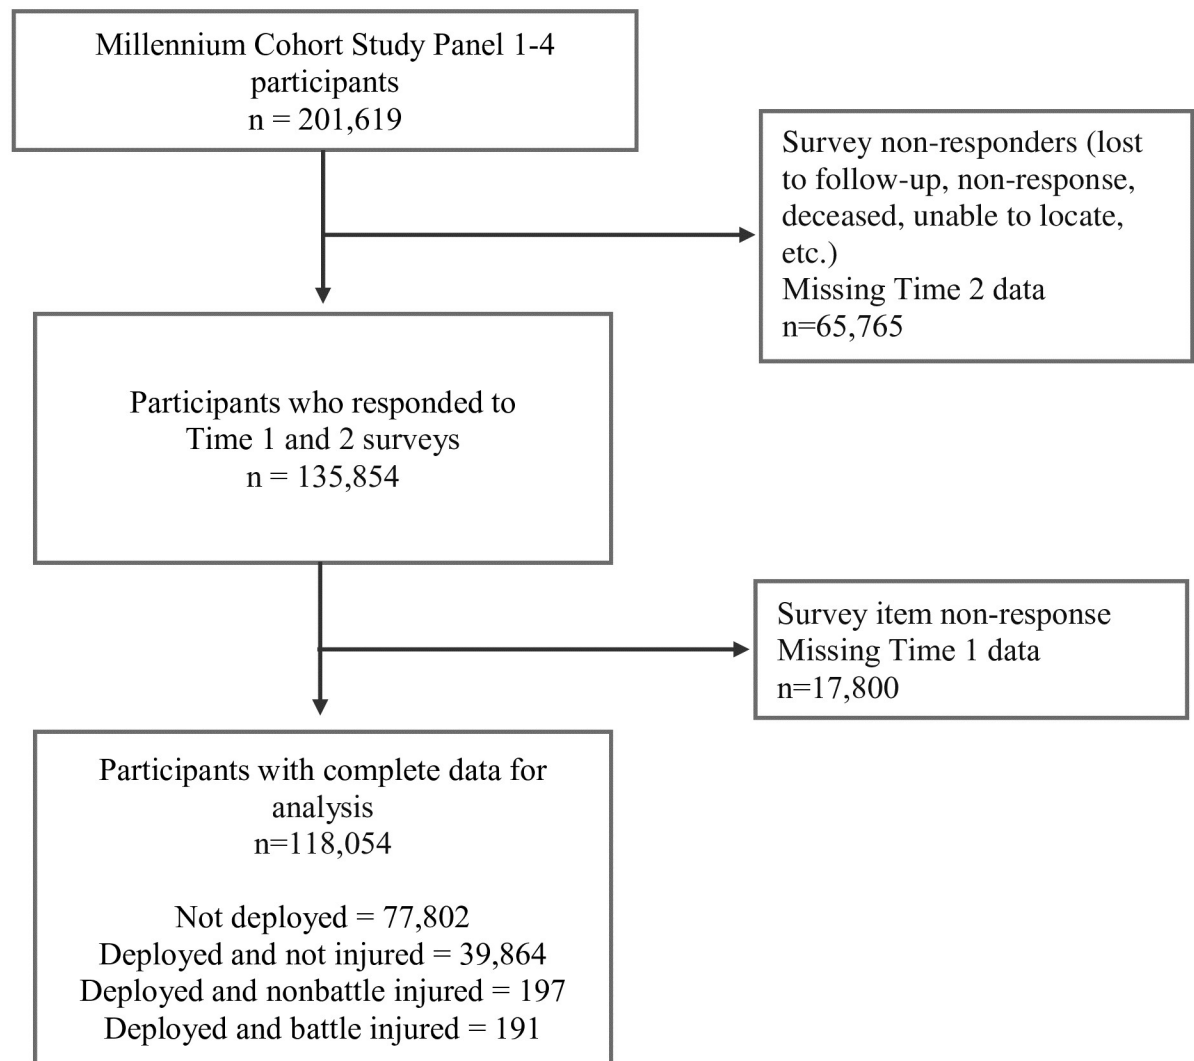 Millennium Cohort Study Panel 1-4
participants
n = 201,619
Survey non-responders (lost
to follow-up, non-response,
deceased, unable to locate,
etc.)
Missing Time 2 data
n=65,765
Participants who responded to
Time 1 and 2 surveys
n = 135,854
Survey item non-response
Missing Time 1 data
n=17,800
Participants with complete data for
analysis
n=118,054
Not deployed = 77,802
Deployed and not injured = 39,864
Deployed and nonbattle injured = 197
Deployed and battle injured = 191